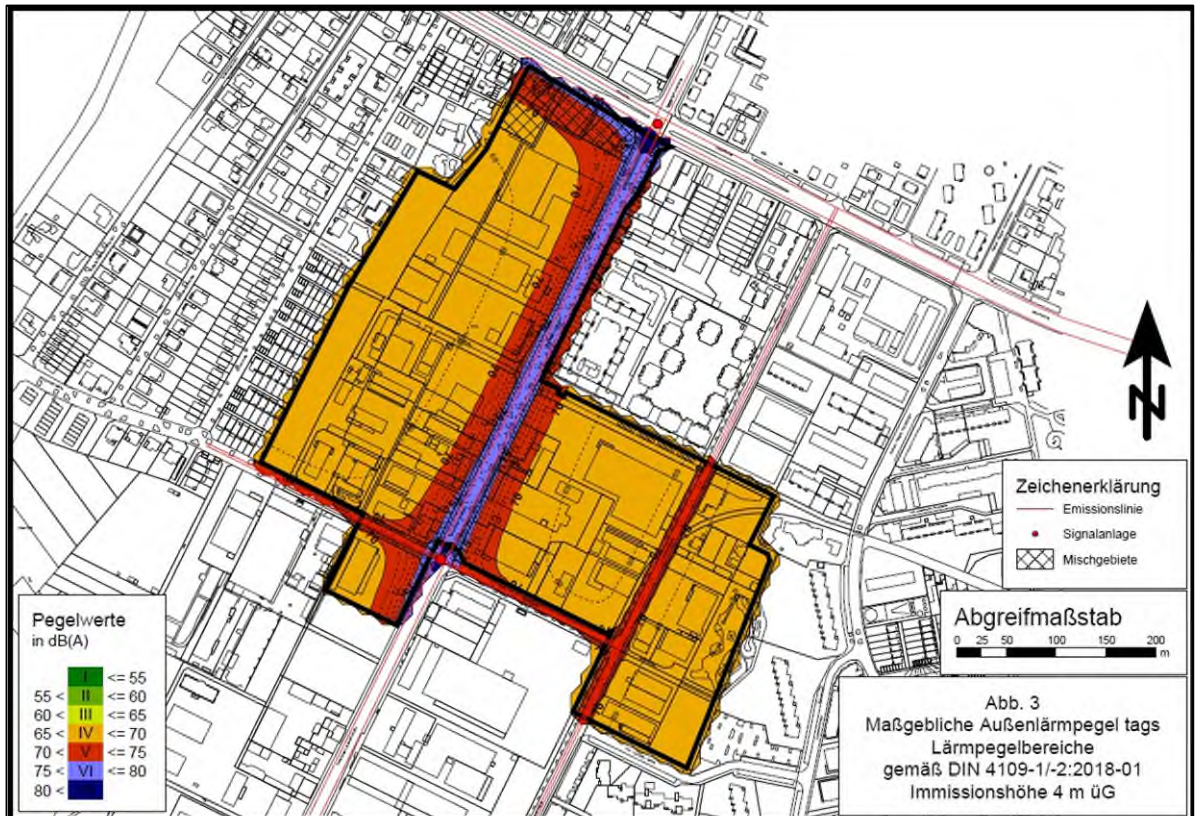 Zeichenerklärung
Emissionslinie
Signalanlage
Mischgebiete
Pegelwerte
in dB(A)
I <= 55
55 < II <= 60
60 < III <= 65
65 < IV <= 70
70 < V <= 75
75 < VI <= 80
80 <
Abgreifmaßstab
0 25 50 100 150 200
m
Abb. 3
Maßgebliche Außenlärmpegel tags
Lärmpegelbereiche
gemäß DIN 4109-1/-2:2018-01
Immissionshöhe 4 m üG
N